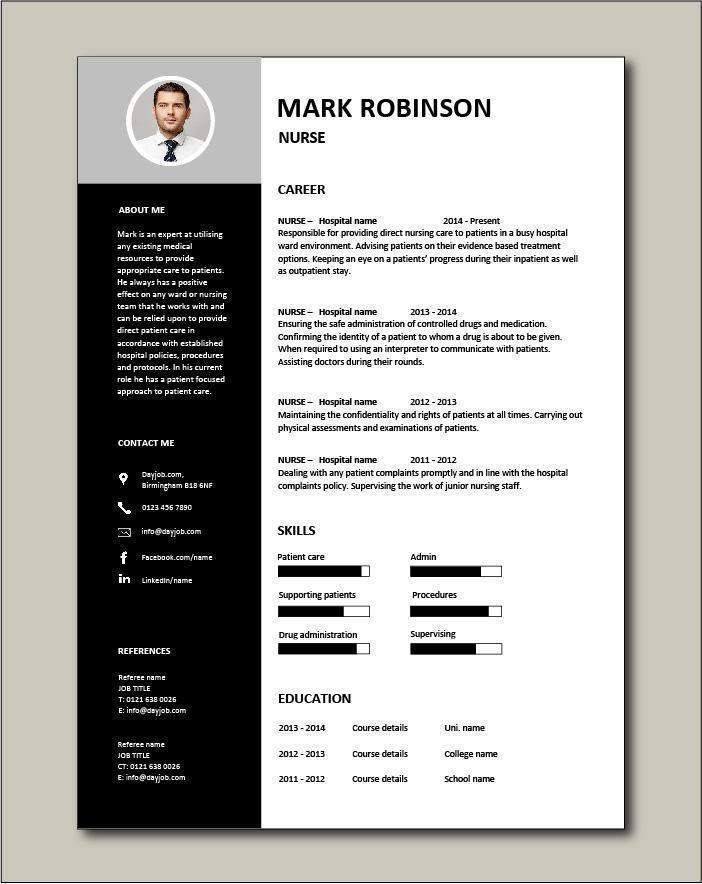 MARK ROBINSON
NURSE
ABOUT ME
Mark is an expert at utilising
any existing medical
resources to provide
appropriate care to patients.
He always has a positive
effect on any ward or nursing
team that he works with and
can be relied upon to provide
direct patient care in
accordance with established
hospital policies, procedures
and protocols. In his current
role he has a patient focused
approach to patient care.
CONTACT ME
Dayjob.com,
Birmingham B18 6NF
0123 456 7890
info@dayjob.com
Facebook.com/name
LinkedIn/name
REFERENCES
Referee name
JOB TITLE
T: 0121 638 0026
E: info@dayjob.com
Referee name
JOB TITLE
CT: 0121 638 0026
E: info@dayjob.com
CAREER
NURSE – Hospital name 2014 - Present
Responsible for providing direct nursing care to patients in a busy hospital
ward environment. Advising patients on their evidence based treatment
options. Keeping an eye on a patients' progress during their inpatient as well
as outpatient stay.
NURSE – Hospital name 2013 - 2014
Ensuring the safe administration of controlled drugs and medication.
Confirming the identity of a patient to whom a drug is about to be given.
When required to using an interpreter to communicate with patients.
Assisting doctors during their rounds.
NURSE – Hospital name 2012 - 2013
Maintaining the confidentiality and rights of patients at all times. Carrying out
physical assessments and examinations of patients.
NURSE – Hospital name 2011 - 2012
Dealing with any patient complaints promptly and in line with the hospital
complaints policy. Supervising the work of junior nursing staff.
SKILLS
Patient care Admin
Supporting patients Procedures
Drug administration Supervising
EDUCATION
2013 - 2014 Course details Uni. name
2012 - 2013 Course details College name
2011 - 2012 Course details School name